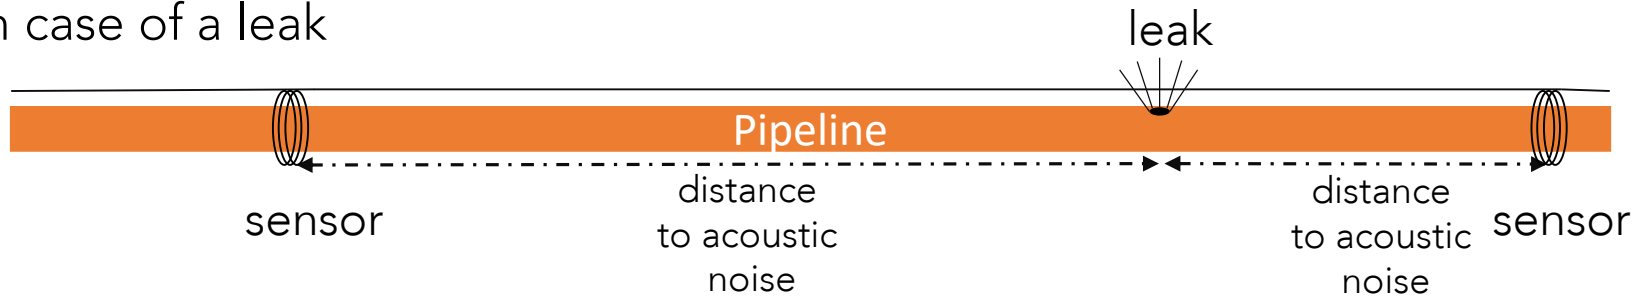 case of a leak
leak
Pipeline
distance
to acoustic
noise
distance
to acoustic
noise
sensor
sensor